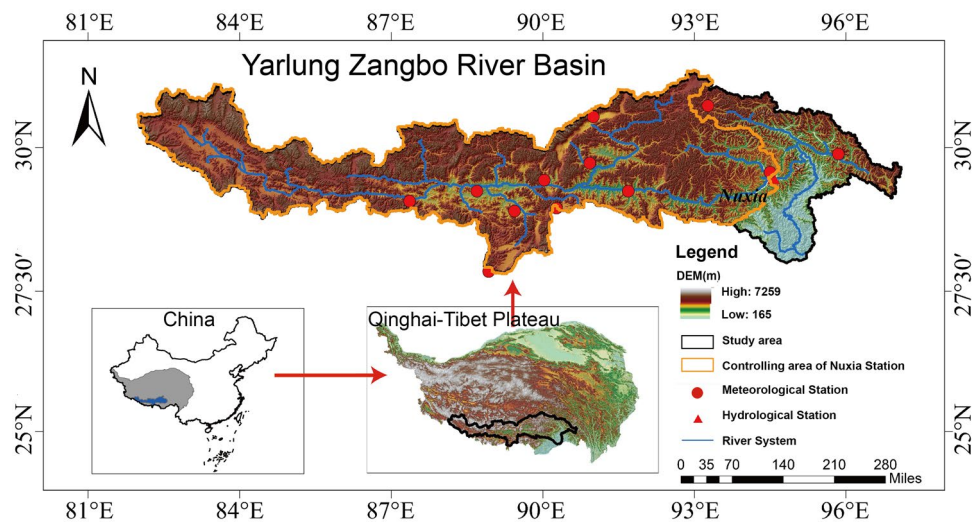 81°E 84°E 87°E 90°E 93°E 96°E
Yarlung Zangbo River Basin
N
30°N
30°N
Nuxia
27°30′
27°30′
Legend
DEM(m)
High: 7259
Low: 165
Study area
Controlling area of Nuxia Station
Meteorological Station
Hydrological Station
River System
0 35 70 140 210 280
Miles
China
Qinghai-Tibet Plateau
25°N
25°N
81°E 84°E 87°E 90°E 93°E 96°E